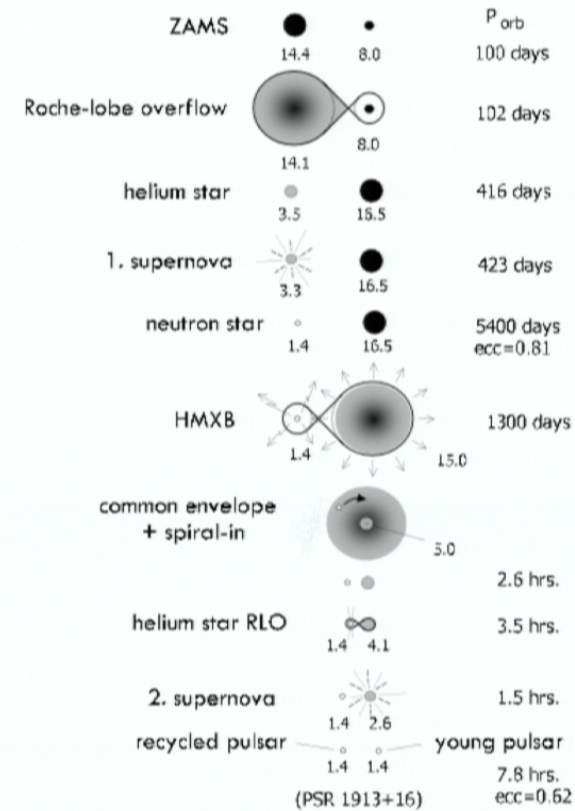 P orb
ZAMS
14.4 8.0 100 days
Roche-lobe overflow 102 days
8.0
14.1
helium star 416 days
3.5 16.5
1. supernova 423 days
3.3 16.5
neutron star 5400 days
1.4 16.5 ecc=0.81
HMXB 1300 days
1.4 15.0
common envelope
+ spiral-in
5.0
2.6 hrs.
helium star RLO 3.5 hrs.
1.4 4.1
2. supernova 1.5 hrs.
1.4 2.6
recycled pulsar young pulsar
1.4 1.4 7.8 hrs.
(PSR 1913+16) ecc=0.62